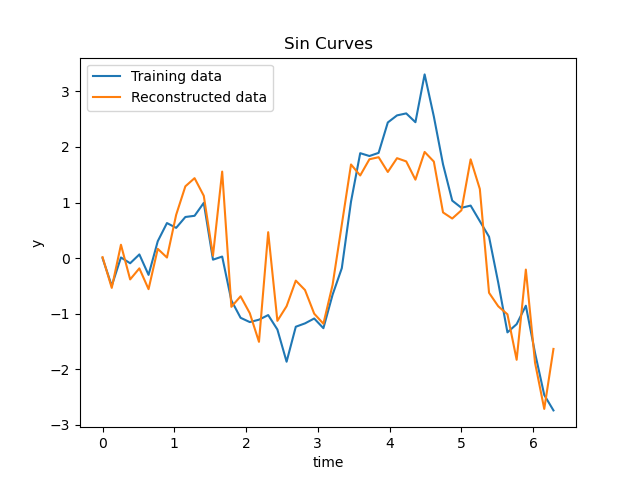 Sin Curves
Training data
Reconstructed data
3
2
1
0
−1
−2
−3
y
0 1 2 3 4 5 6
time